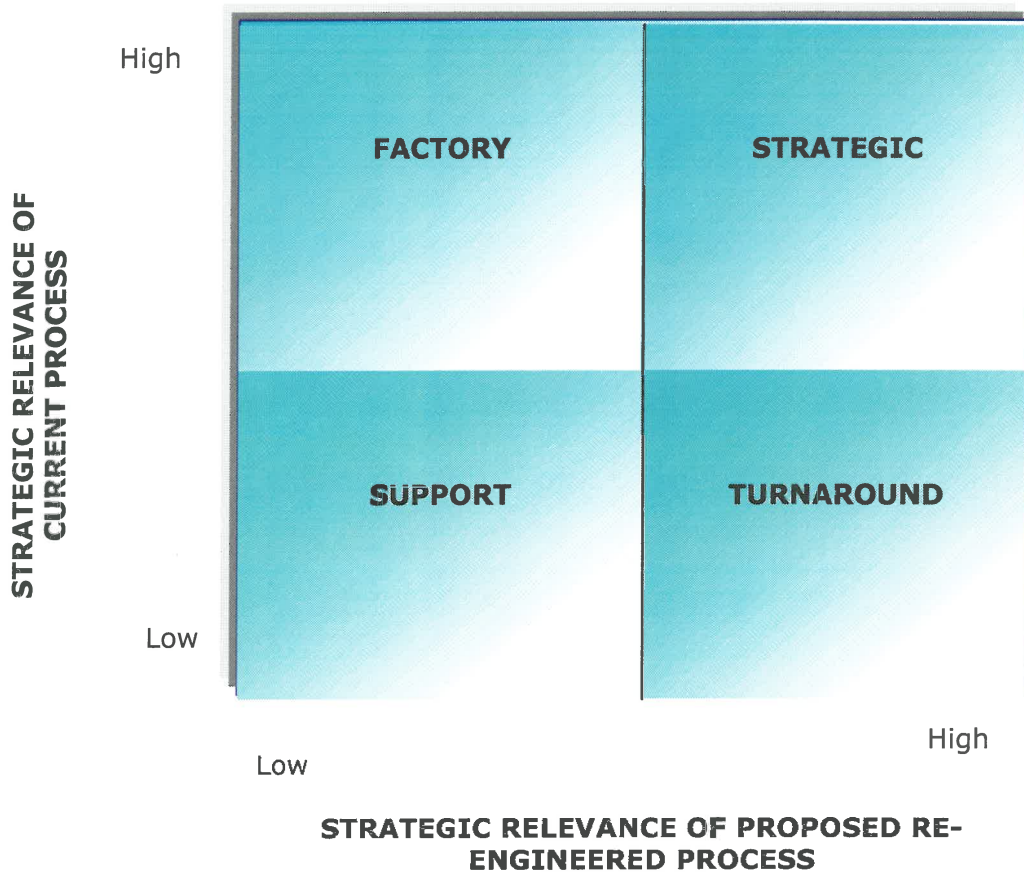 High
FACTORY
STRATEGIC
STRATEGIC RELEVANCE OF
CURRENT PROCESS
SUPPORT
TURNAROUND
Low
High
Low
STRATEGIC RELEVANCE OF PROPOSED RE-
ENGINEERED PROCESS